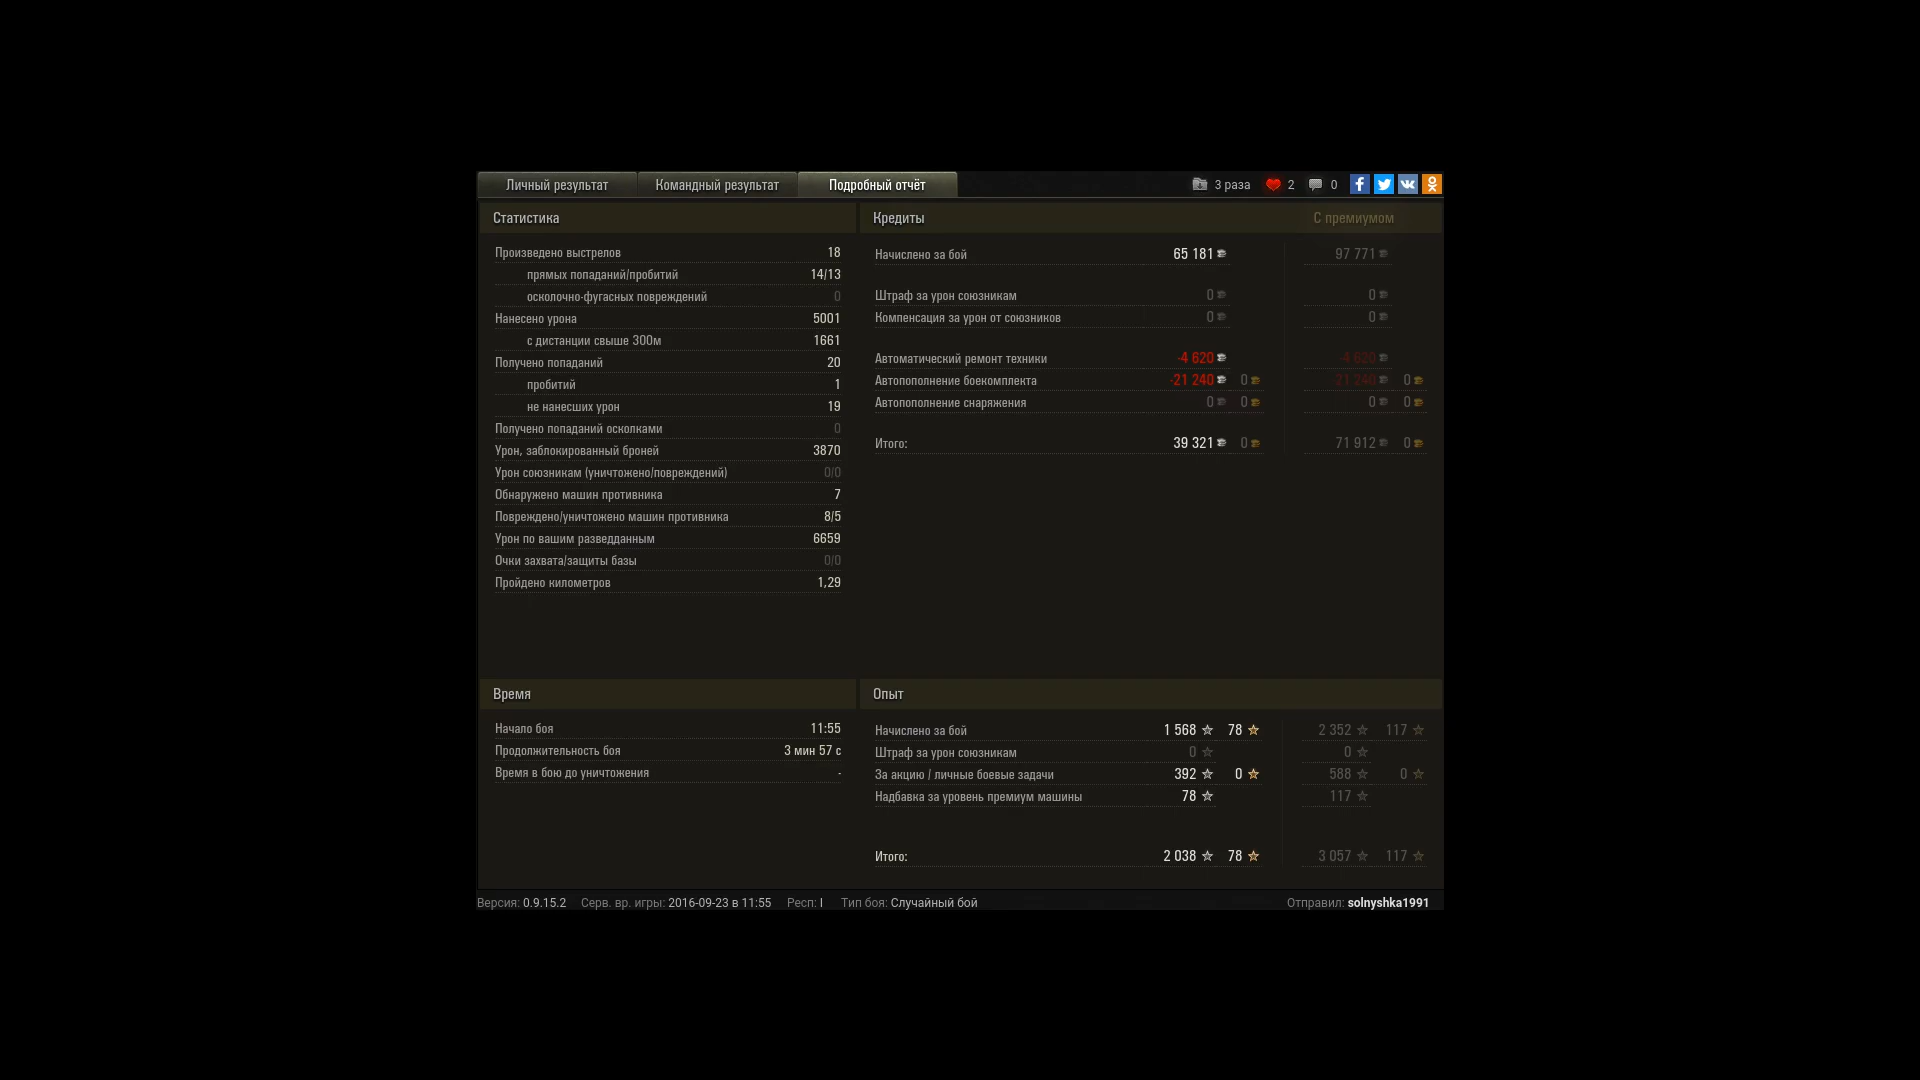 Личный результат Командный результат Подробный отчёт 3 раза 2 0
Статистика
Произведено выстрелов 18
прямых попаданий/пробитий 14/13
осколочно-фугасных повреждений 0
Нанесено урона 5001
с дистанции свыше 300м 1661
Получено попаданий 20
пробитий 1
не нанесших урон 19
Получено попаданий осколками 0
Урон, заблокированный броней 3870
Урон союзникам (уничтожено/повреждений) 0/0
Обнаружено машин противника 7
Повреждено/уничтожено машин противника 8/5
Урон по вашим разведданным 6659
Очки захвата/защиты базы 0/0
Пройдено километров 1,29
Кредиты С премиумом
Начислено за бой 65 181 97 771
Штраф за урон союзникам 0 0
Компенсация за урон от союзников 0 0
Автоматический ремонт техники -4 620 -4 620
Автопополнение боекомплекта -21 240 0 -21 240 0
Автопополнение снаряжения 0 0 0 0
Итого: 39 321 0 71 912 0
Время
Начало боя 11:55
Продолжительность боя 3 мин 57 с
Время в бою до уничтожения -
Опыт
Начислено за бой 1 568 78 2 352 117
Штраф за урон союзникам 0 0
За акцию / личные боевые задачи 392 0 588 0
Надбавка за уровень премиум машины 78 117
Итого: 2 038 78 3 057 117
Версия: 0.9.15.2 Серв. вр. игры: 2016-09-23 в 11:55 Респ: I Тип боя: Случайный бой Отправил: solnyshka1991